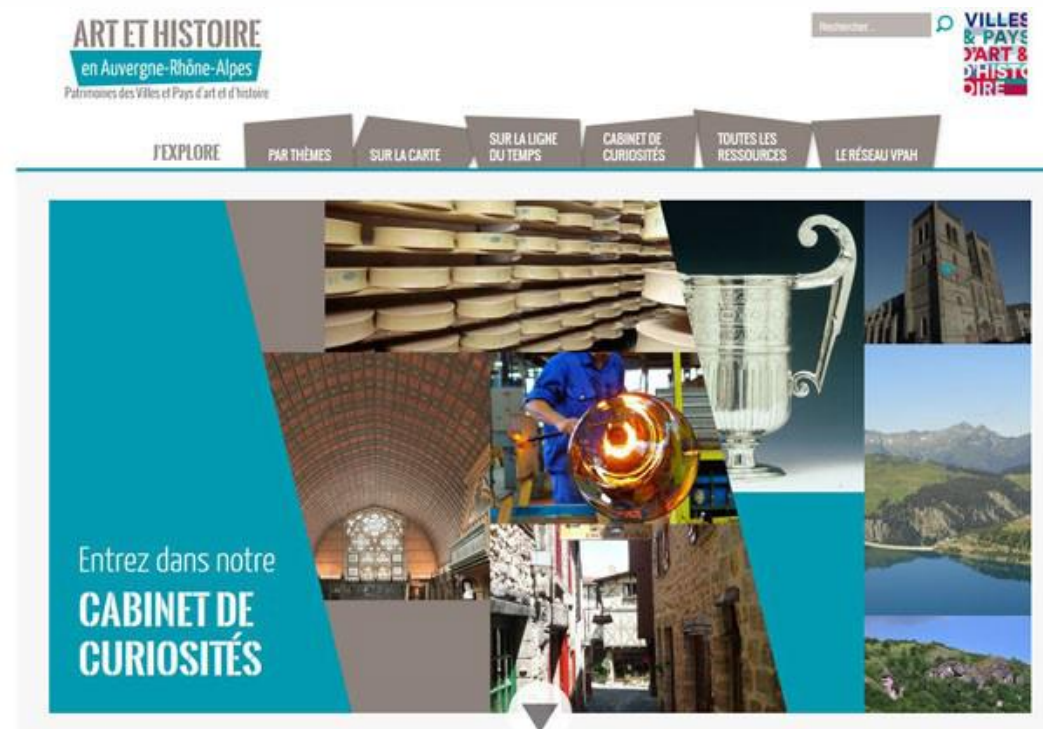 ART ET HISTOIRE
en Auvergne-Rhône-Alpes
Patrimoines des Villes et Pays d'art et d'histoire
Rechercher...
VILLES
& PAYS
D'ART &
D'HISTO
OIRE
J'EXPLORE
PAR THÈMES
SUR LA CARTE
SUR LA LIGNE
DU TEMPS
CABINET DE
CURIOSITÉS
TOUTES LES
RESSOURCES
LE RÉSEAU VPAH
Entrez dans notre
CABINET DE
CURIOSITÉS